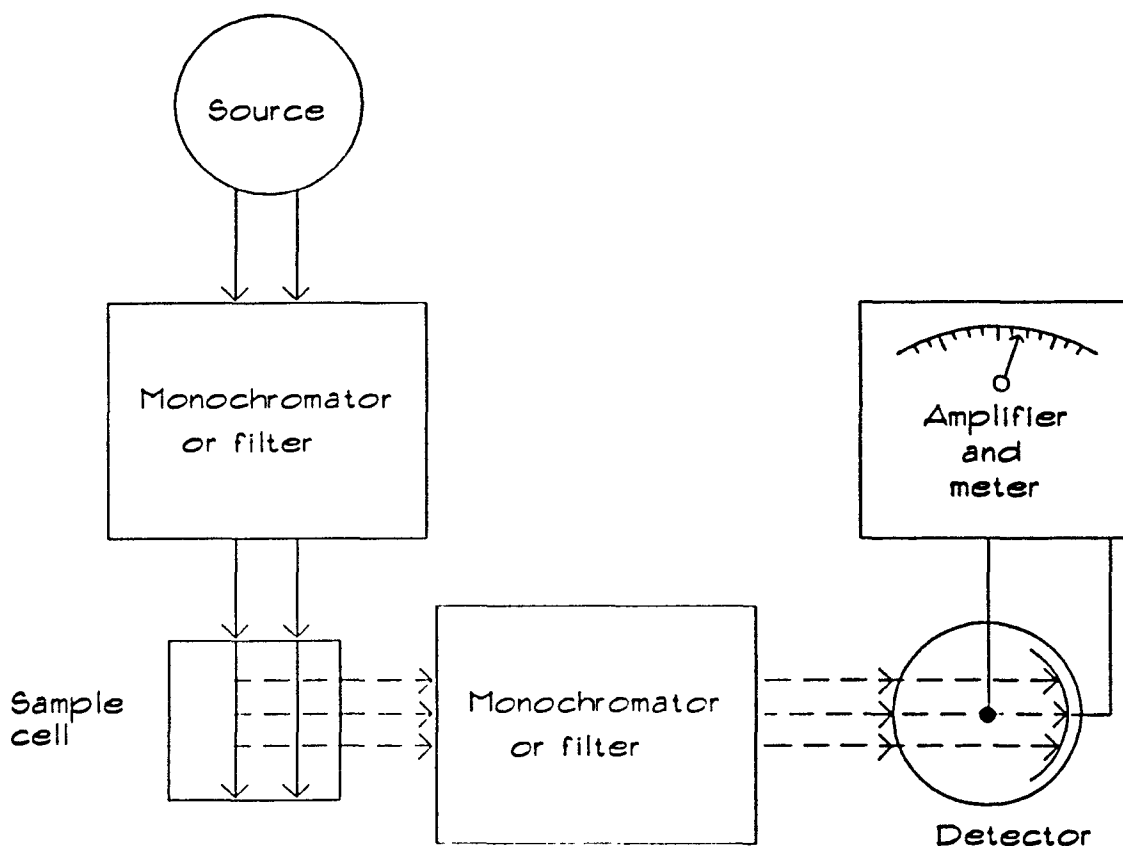 Source
Monochromator
or filter
Amplifier
and
meter
Sample
cell
Monochromator
or filter
Detector